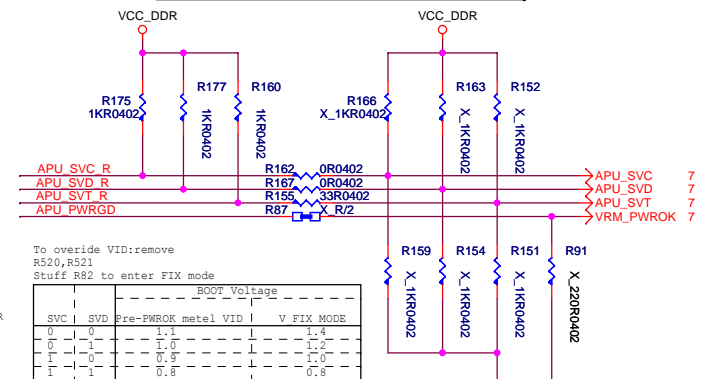 VCC_DDR
VCC_DDR
R175
1KR0402
R177
1KR0402
R160
1KR0402
R166
X_1KR0402
R163
X_1KR0402
R152
X_1KR0402
APU_SVC_R
R162
0R0402
APU_SVC 7
APU_SVD_R
R167
0R0402
APU_SVD 7
APU_SVT_R
R155
33R0402
APU_SVT 7
APU_PWRGD
R87
X_R/2
VRM_PWROK 7
To overide VID:remove
R520,R521
Stuff R82 to enter FIX mode
R159
X_1KR0402
R154
X_1KR0402
R151
X_1KR0402
R91
X_220R0402
BOOT Voltage
SVC SVD Pre-PWROK metel VID V_FIX MODE
0 0 1.1 1.4
0 1 1.0 1.2
1 0 0.9 1.0
1 1 0.8 0.8
R